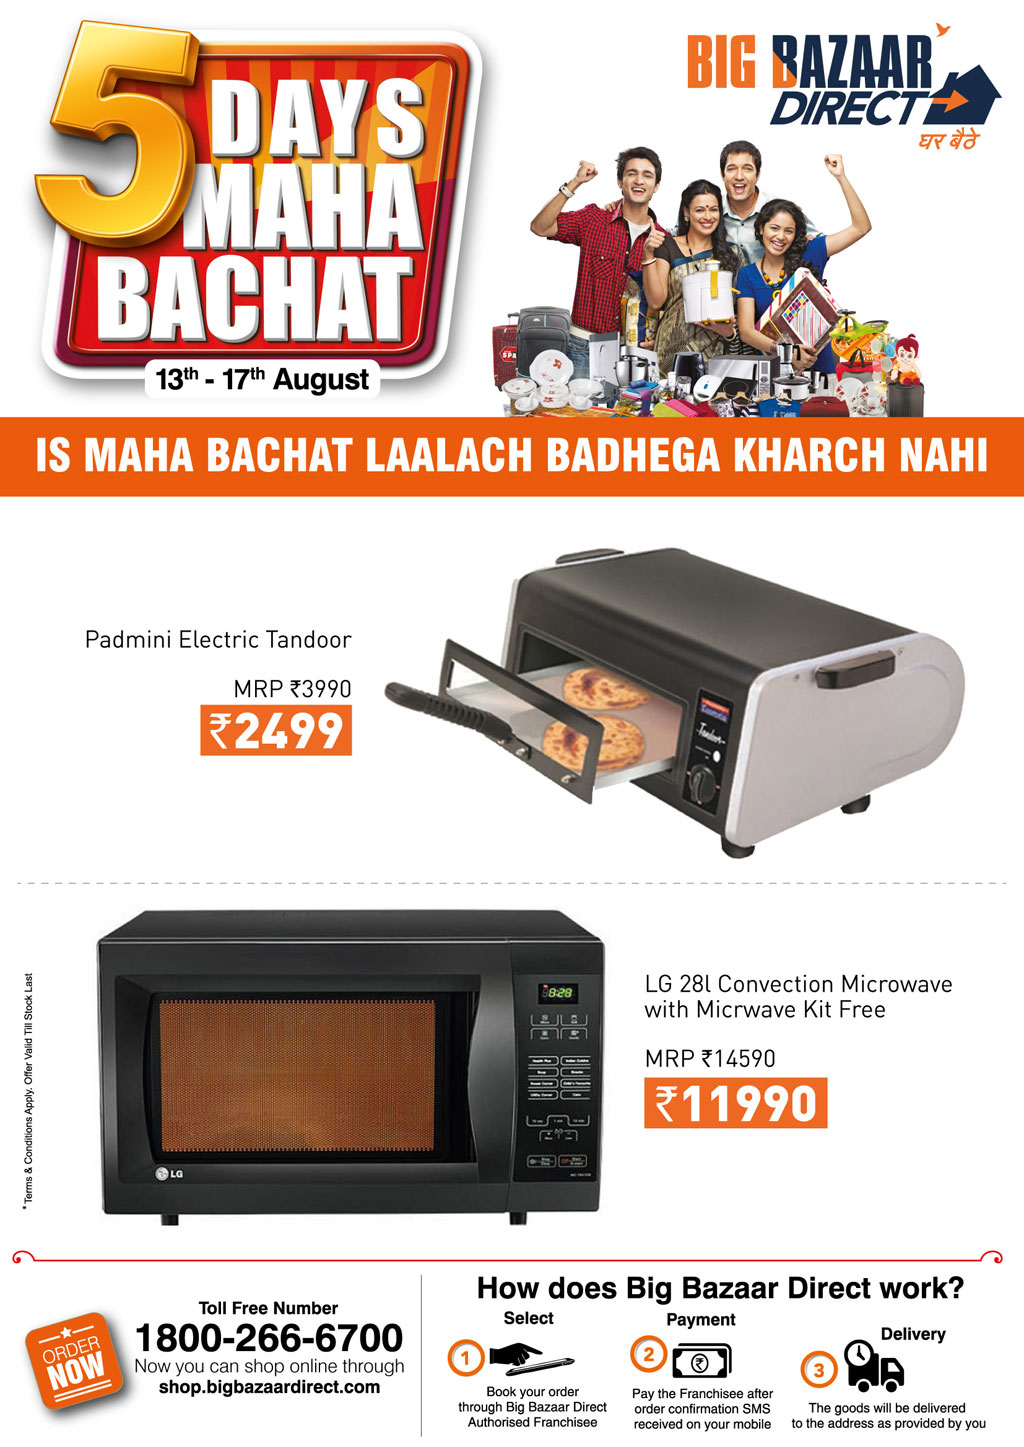 5 DAYS
MAHA
BACHAT
13th - 17th August
BIG BAZAAR
DIRECT
घर बैठे
IS MAHA BACHAT LAALACH BADHEGA KHARCH NAHI
Padmini Electric Tandoor
MRP ₹3990
₹2499
Tandoor
LG 28l Convection Microwave
with Micrwave Kit Free
MRP ₹14590
₹11990
8:28
LG
*Terms & Conditions Apply. Offer Valid Till Stock Last
ORDER
NOW
Toll Free Number
1800-266-6700
Now you can shop online through
shop.bigbazaardirect.com
How does Big Bazaar Direct work?
Select
1
Book your order
through Big Bazaar Direct
Authorised Franchisee
Payment
2
₹
Pay the Franchisee after
order confirmation SMS
received on your mobile
Delivery
3
The goods will be delivered
to the address as provided by you